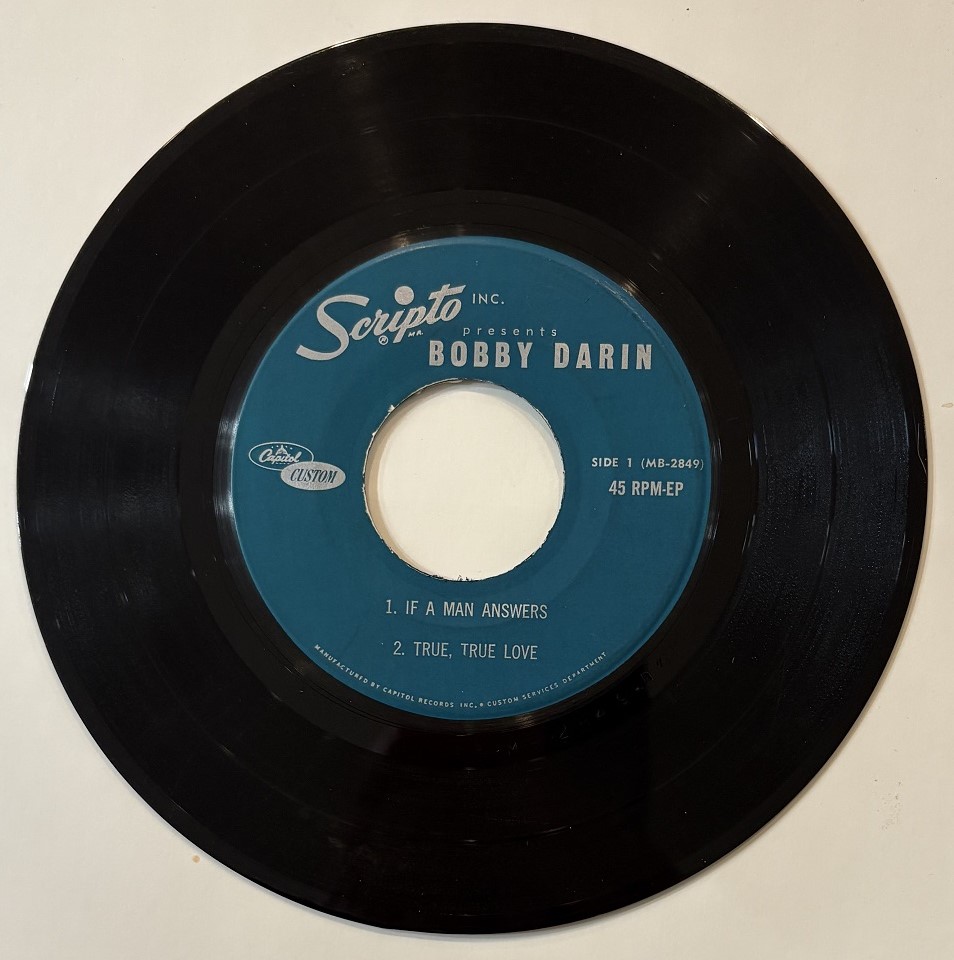 Scripto INC.
® MR.
presents
BOBBY DARIN
Capitol
CUSTOM
SIDE 1 (MB-2849)
45 RPM-EP
1. IF A MAN ANSWERS
2. TRUE, TRUE LOVE
MANUFACTURED BY CAPITOL RECORDS INC. • CUSTOM SERVICES DEPARTMENT